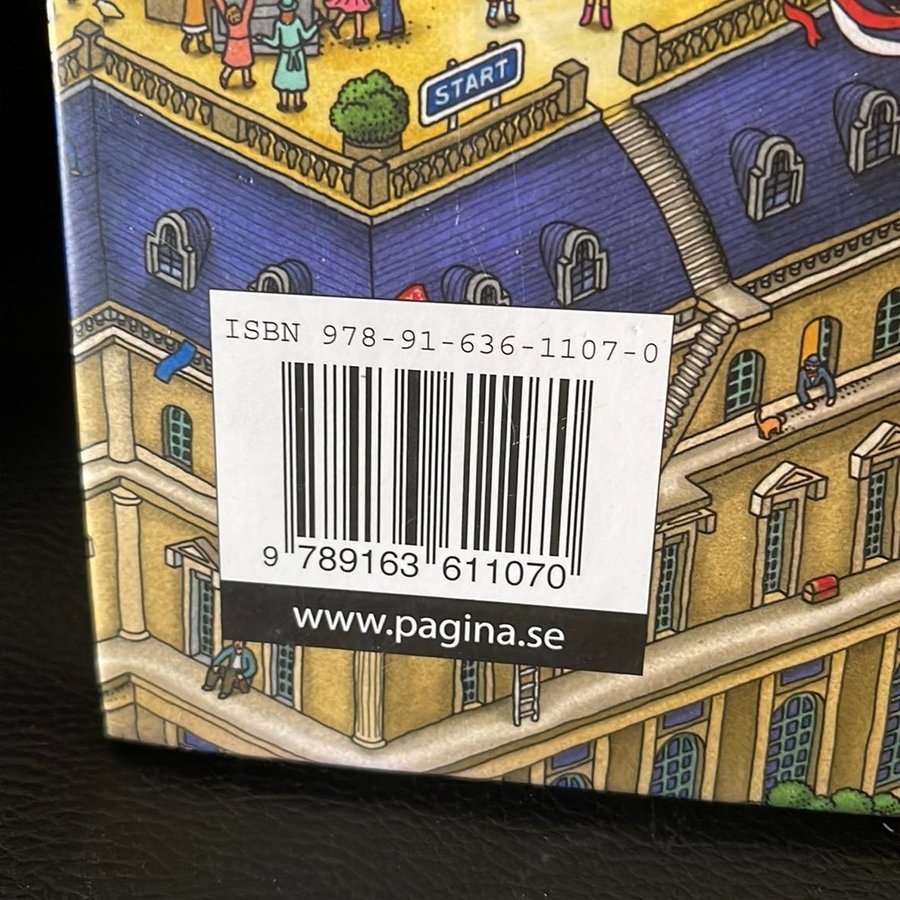 START
ISBN 978-91-636-1107-0
9 789163 611070
www.pagina.se